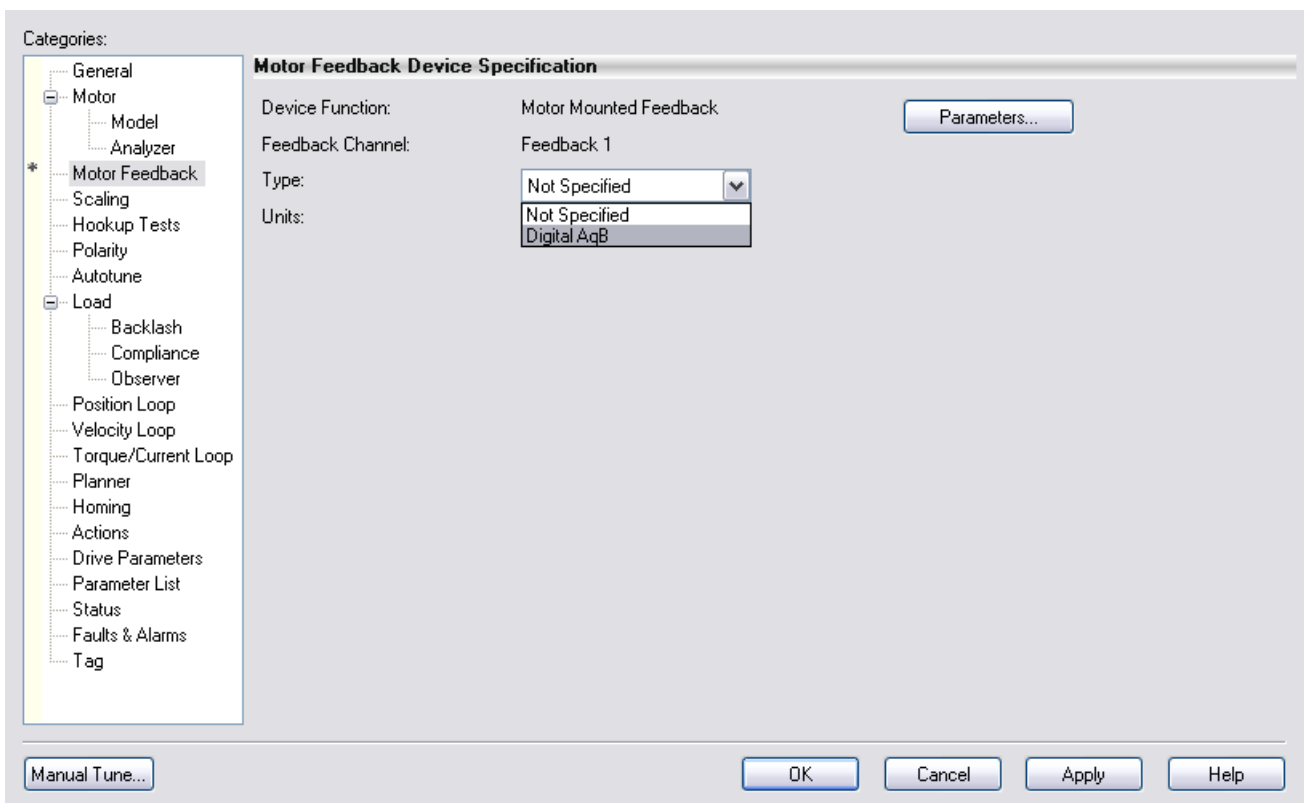 Categories:
General
Motor
Model
Analyzer
* Motor Feedback
Scaling
Hookup Tests
Polarity
Autotune
Load
Backlash
Compliance
Observer
Position Loop
Velocity Loop
Torque/Current Loop
Planner
Homing
Actions
Drive Parameters
Parameter List
Status
Faults & Alarms
Tag
Motor Feedback Device Specification
Device Function: Motor Mounted Feedback Parameters...
Feedback Channel: Feedback 1
Type: Not Specified
Units: Not Specified
Digital AqB
Manual Tune... OK Cancel Apply Help